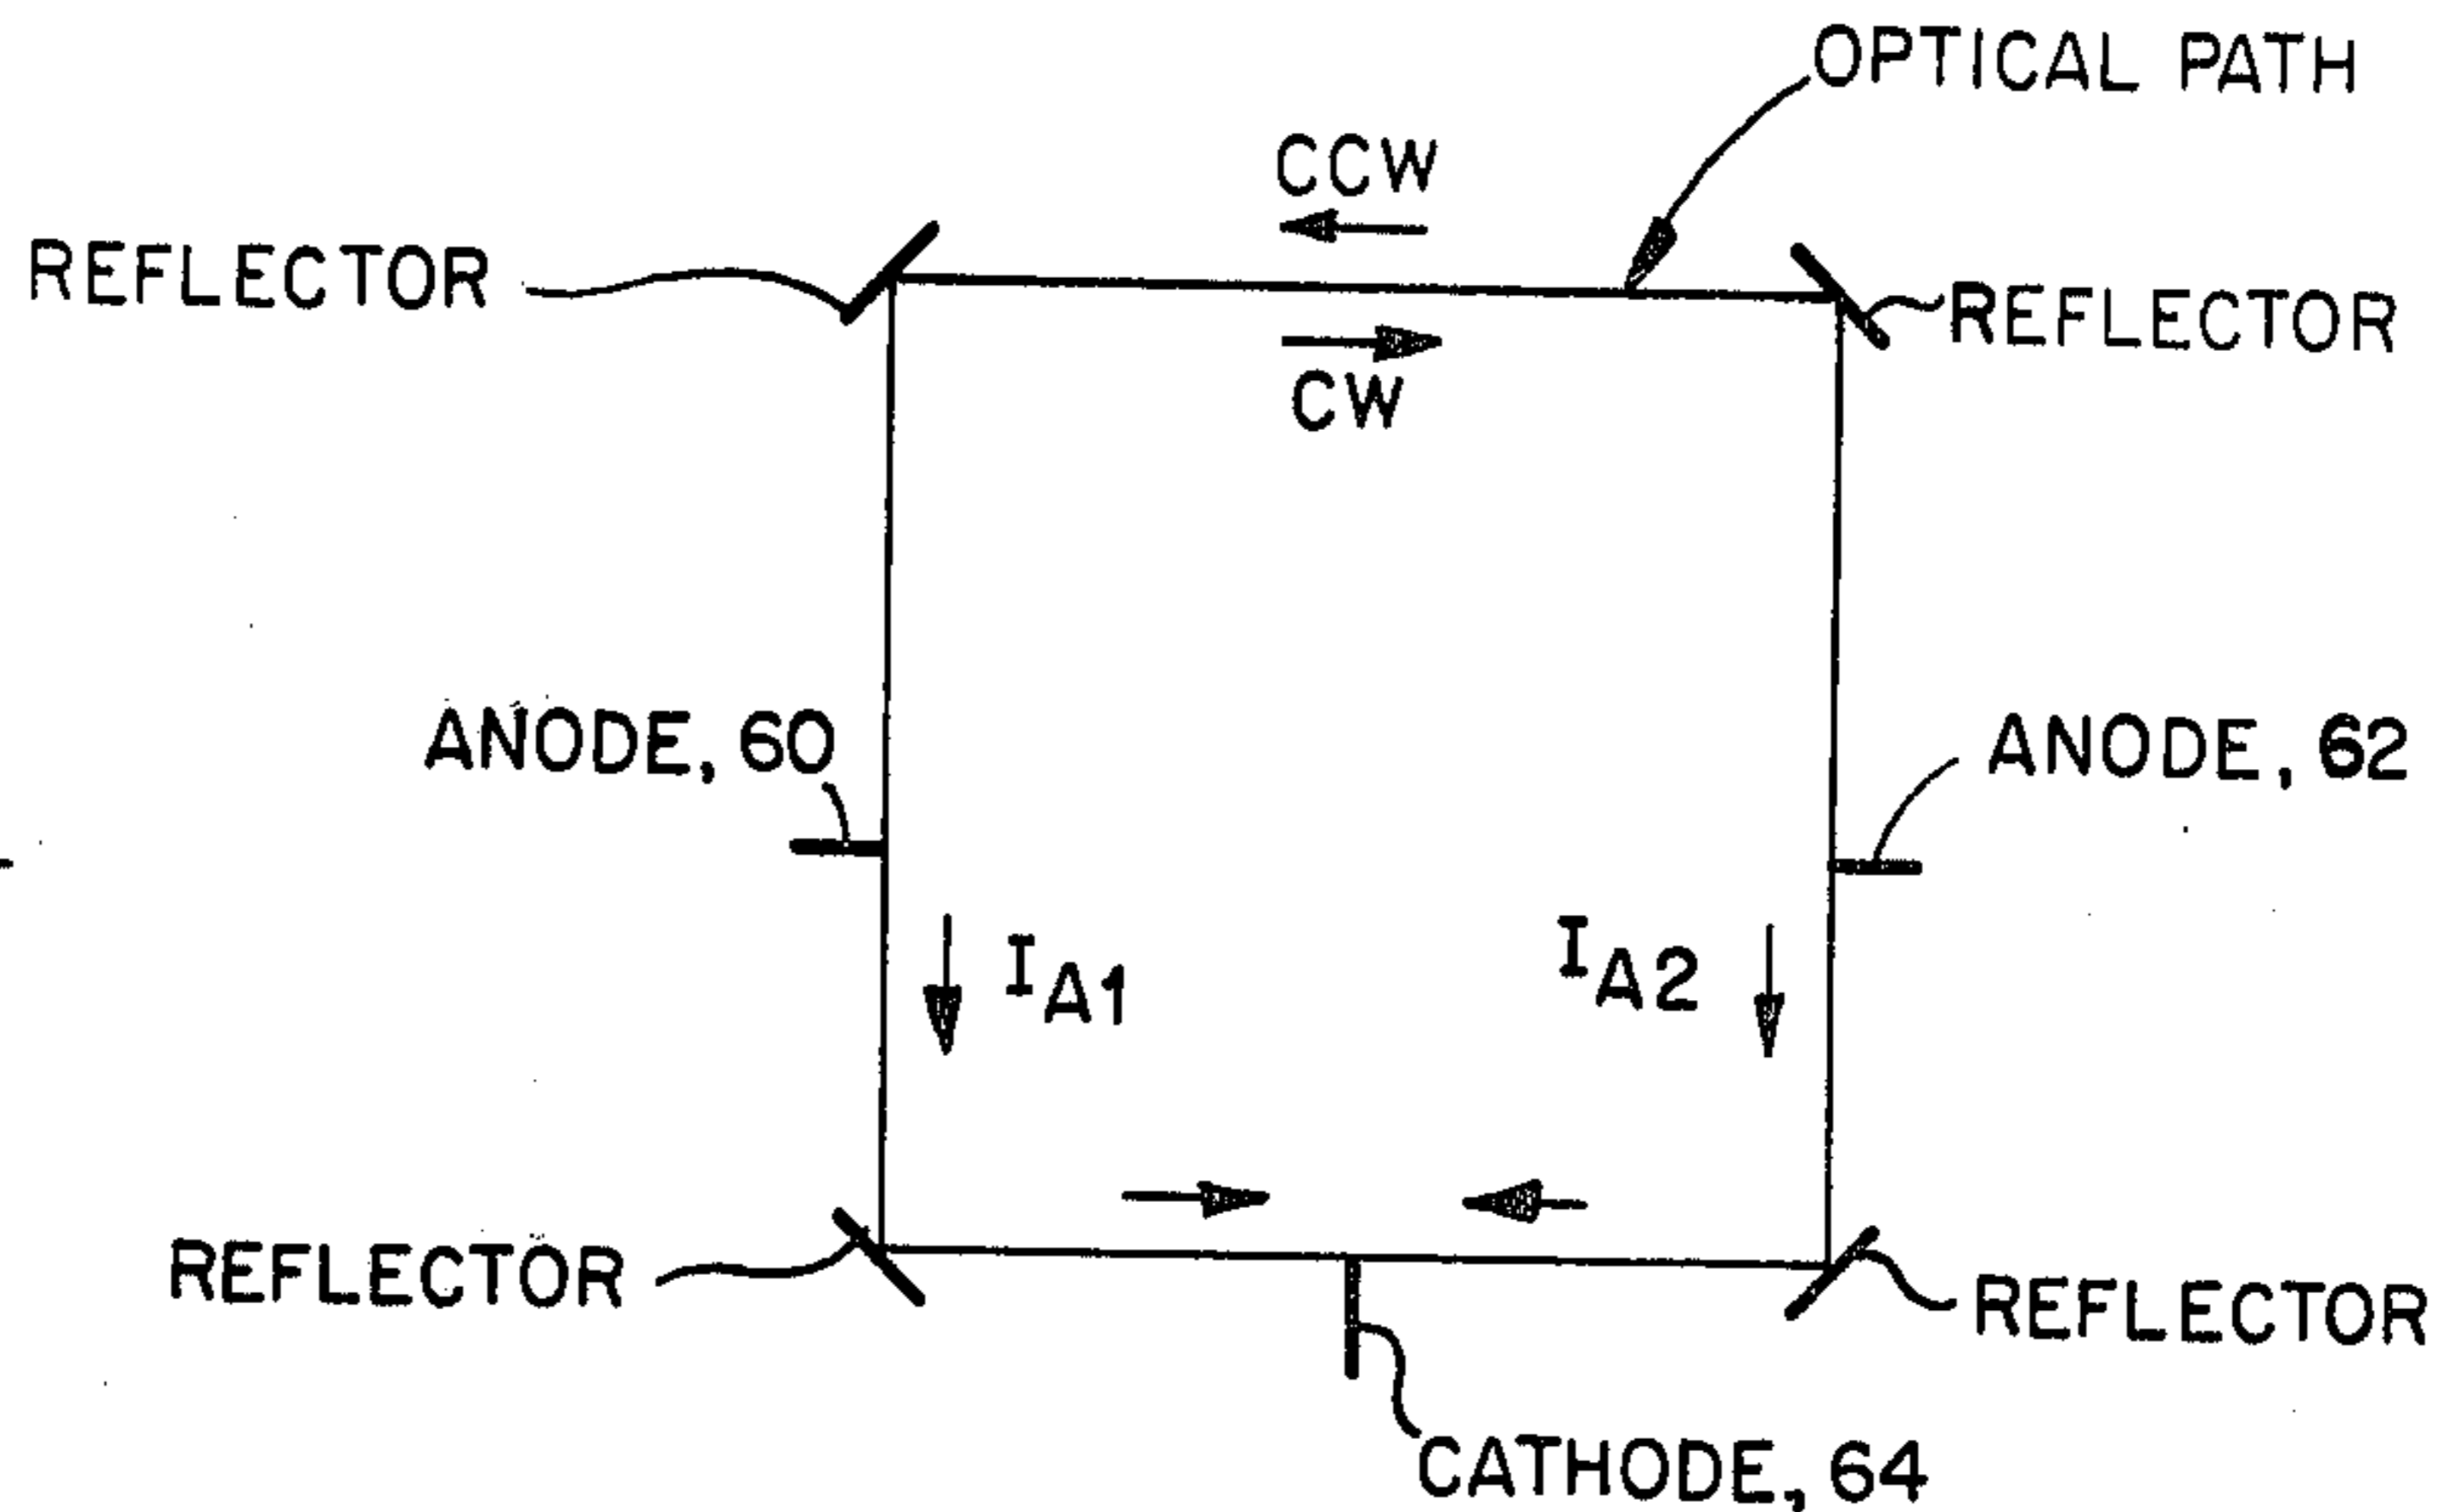 OPTICAL PATH
CCW
REFLECTOR
REFLECTOR
CW
ANODE, 60
ANODE, 62
IA1
IA2
REFLECTOR
REFLECTOR
CATHODE, 64